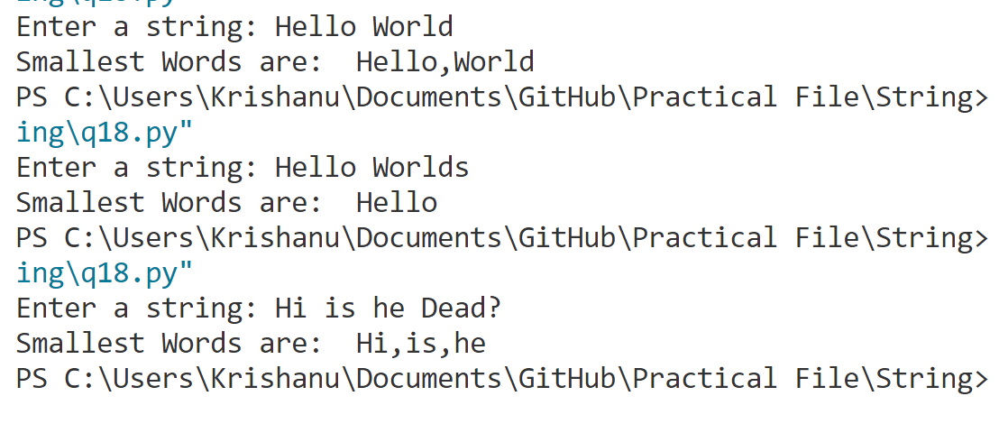 ing\q18.py"
Enter a string: Hello World
Smallest Words are:  Hello,World
PS C:\Users\Krishanu\Documents\GitHub\Practical File\String>
ing\q18.py"
Enter a string: Hello Worlds
Smallest Words are:  Hello
PS C:\Users\Krishanu\Documents\GitHub\Practical File\String>
ing\q18.py"
Enter a string: Hi is he Dead?
Smallest Words are:  Hi,is,he
PS C:\Users\Krishanu\Documents\GitHub\Practical File\String>